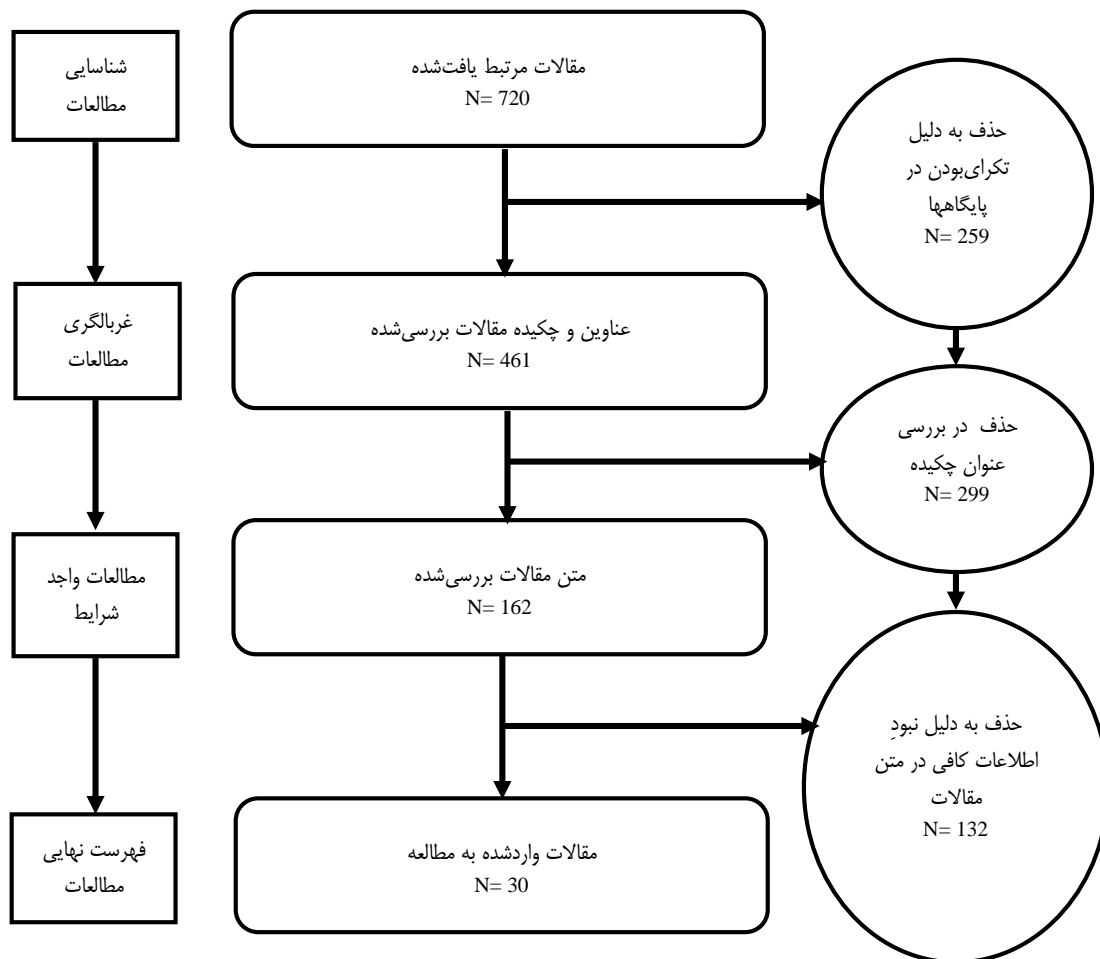 شناسایی
مطالعات
مقالات مرتبط یافت‌شده
N= 720
حذف به دلیل
تکرای‌بودن در
پایگاهها
N= 259
غربالگری
مطالعات
عناوین و چکیده مقالات بررسی‌شده
N= 461
حذف در بررسی
عنوان چکیده
N= 299
مطالعات واجد
شرایط
متن مقالات بررسی‌شده
N= 162
حذف به دلیل نبودِ
اطلاعات کافی در متن
مقالات
N= 132
فهرست نهایی
مطالعات
مقالات واردشده به مطالعه
N= 30